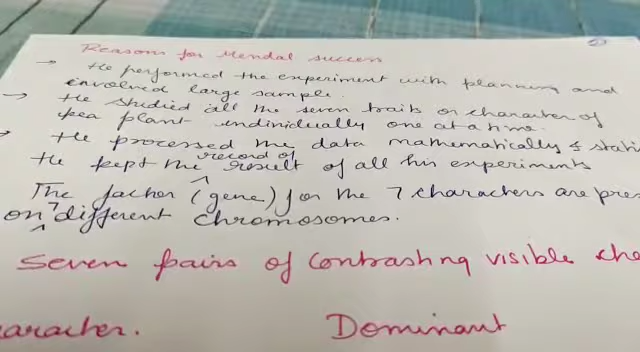 Reasons for Mendal success
→ He performed the experiment with planning and
involved large sample.
→ He studied all the seven traits or character of
pea plant individually one at a time.
He processed the data mathematically &
He kept the record of result of all his experiments
The factor (gene) for the 7 characters are
on 7 different chromosomes.
Seven pairs of contrasting visible
Dominant